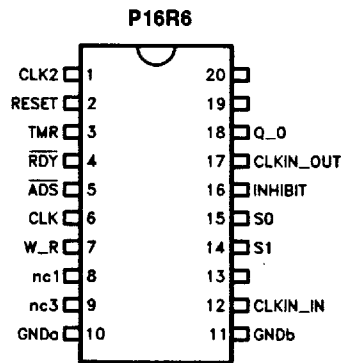 P16R6
CLK2 1 20
RESET 2 19
TMR 3 18 Q_0
RDY 4 17 CLKIN_OUT
ADS 5 16 INHIBIT
CLK 6 15 S0
W_R 7 14 S1
nc1 8 13
nc3 9 12 CLKIN_IN
GNDa 10 11 GNDb